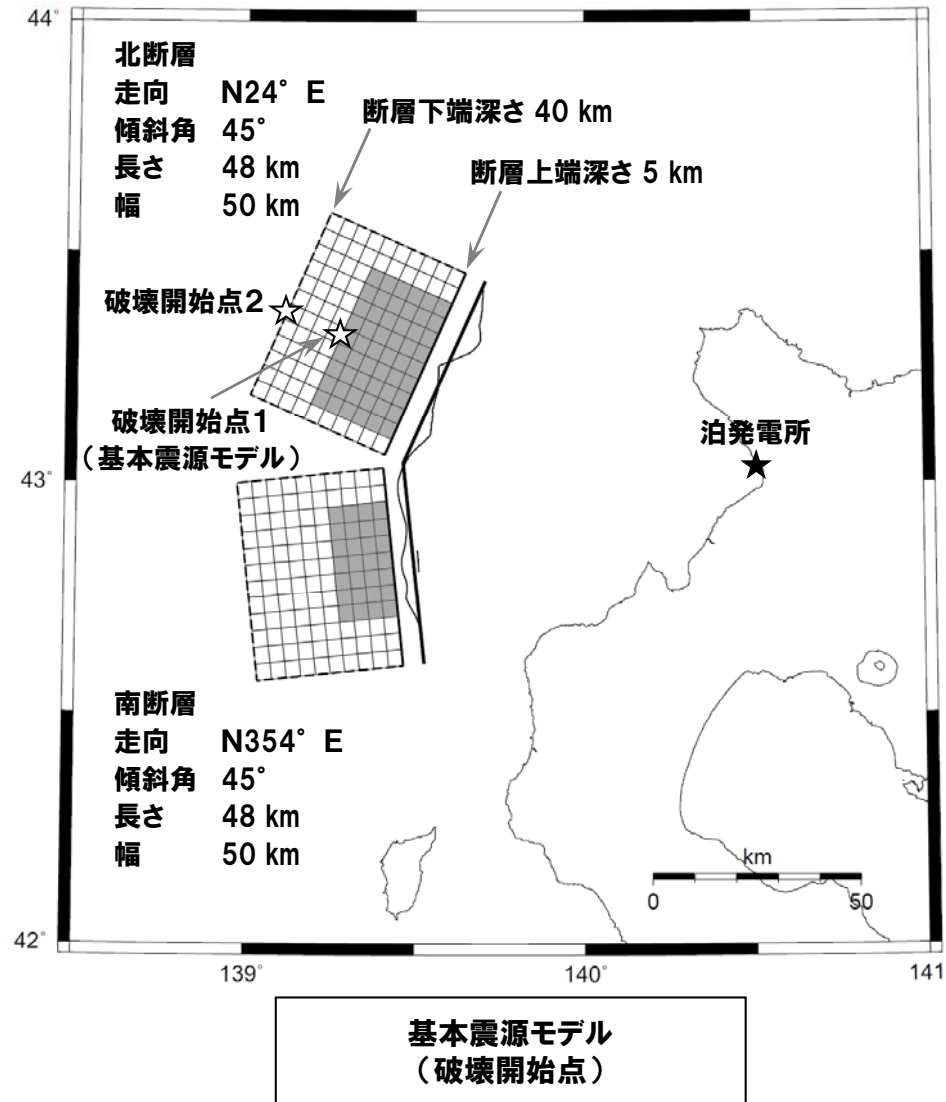 44°
北断層
走向 N24° E
傾斜角 45°
長さ 48 km
幅 50 km
断層下端深さ 40 km
断層上端深さ 5 km
破壊開始点2
破壊開始点1
(基本震源モデル)
泊発電所
43°
南断層
走向 N354° E
傾斜角 45°
長さ 48 km
幅 50 km
km
0 50
42°
139° 140° 141
基本震源モデル
(破壊開始点)